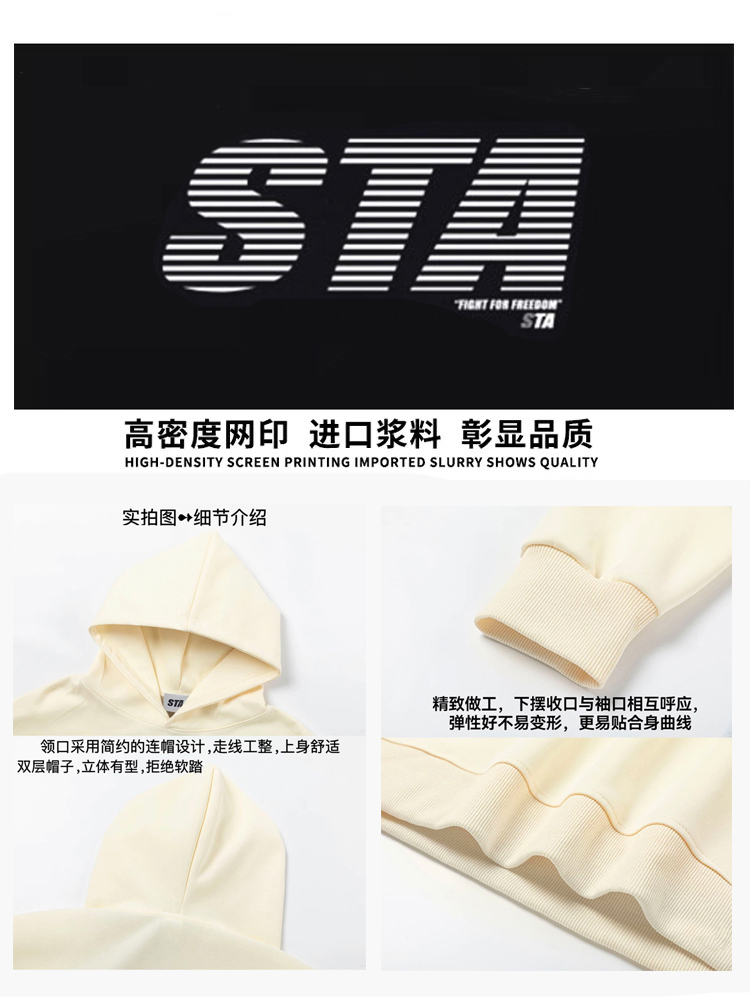 STA
"FIGHT FOR FREEDOM"
STA
高密度网印 进口浆料 彰显品质
HIGH-DENSITY SCREEN PRINTING IMPORTED SLURRY SHOWS QUALITY
实拍图➻细节介绍
STA
领口采用简约的连帽设计,走线工整,上身舒适
双层帽子,立体有型,拒绝软踏
精致做工，下摆收口与袖口相互呼应，
弹性好不易变形，更易贴合身曲线